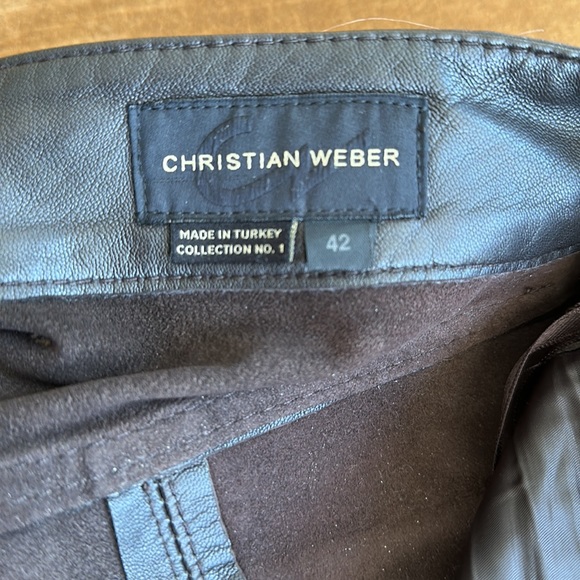 CHRISTIAN WEBER
MADE IN TURKEY
COLLECTION NO. 1
42